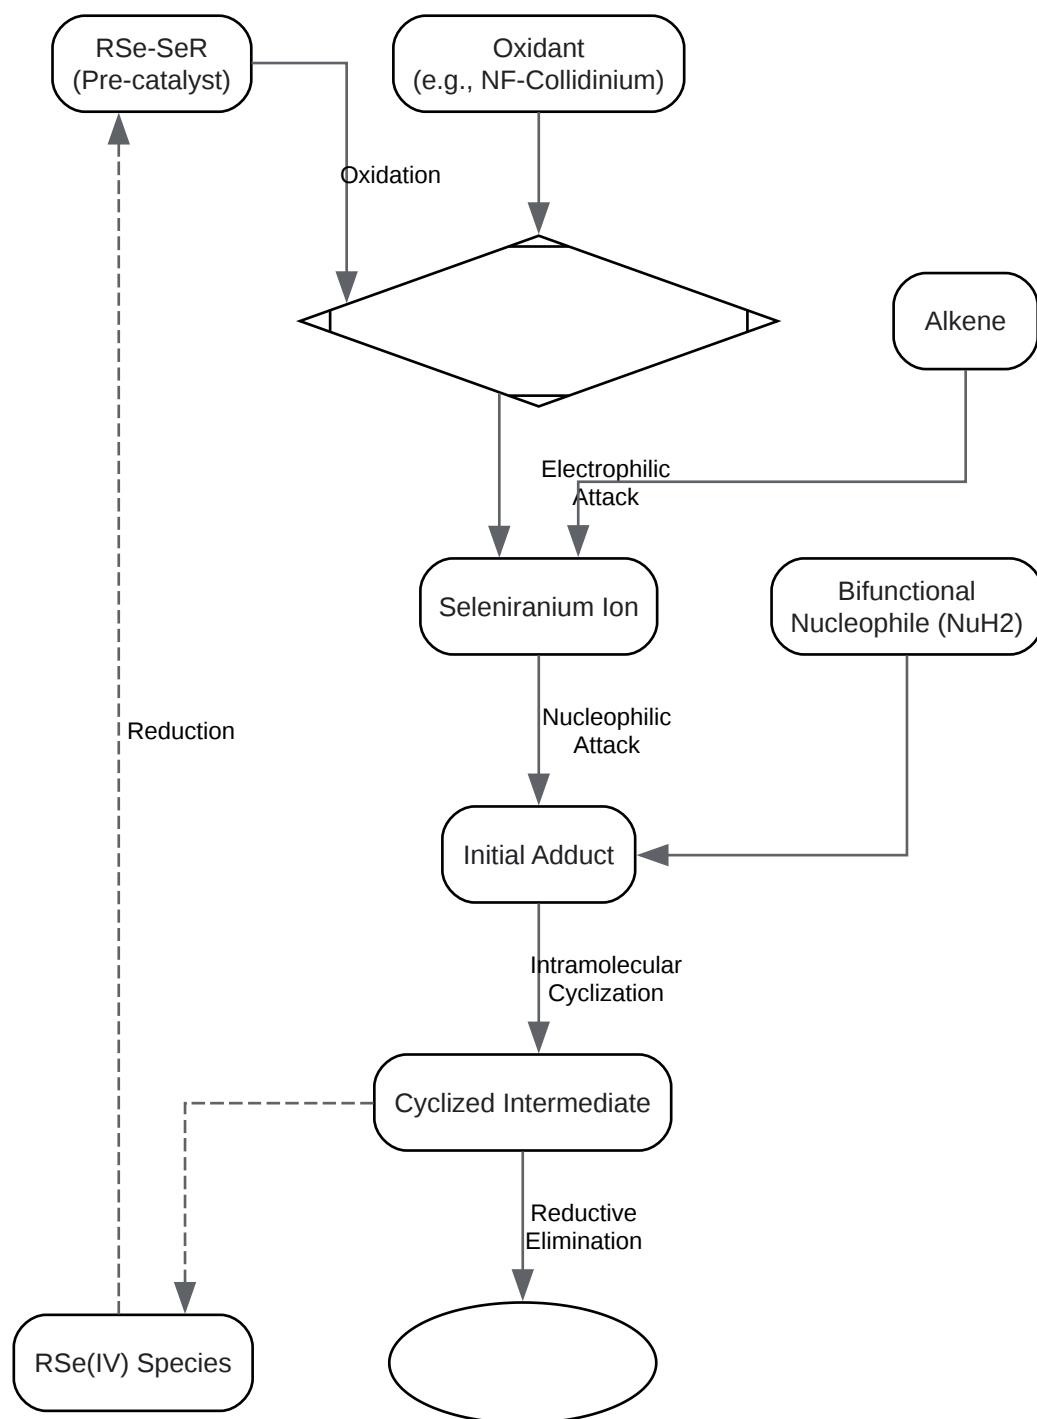 RSe-SeR
(Pre-catalyst)
Oxidant
(e.g., NF-Collidinium)
Oxidation
Alkene
Electrophilic
Attack
Seleniranium Ion
Bifunctional
Nucleophile (NuH2)
Reduction
Nucleophilic
Attack
Initial Adduct
Intramolecular
Cyclization
Cyclized Intermediate
Reductive
Elimination
RSe(IV) Species